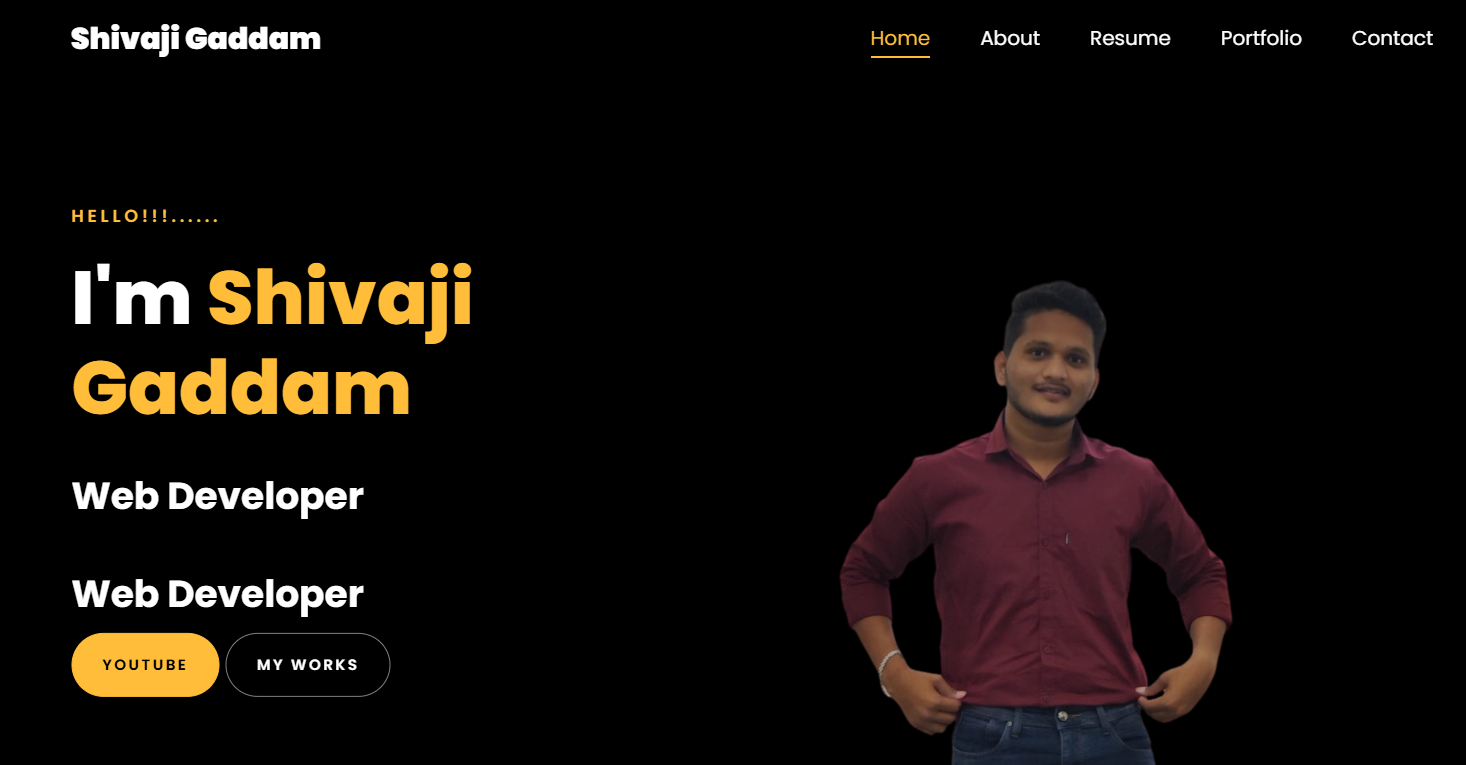 Shivaji Gaddam
Home About Resume Portfolio Contact
HELLO!!!......
I'm Shivaji
Gaddam
Web Developer
Web Developer
YOUTUBE MY WORKS